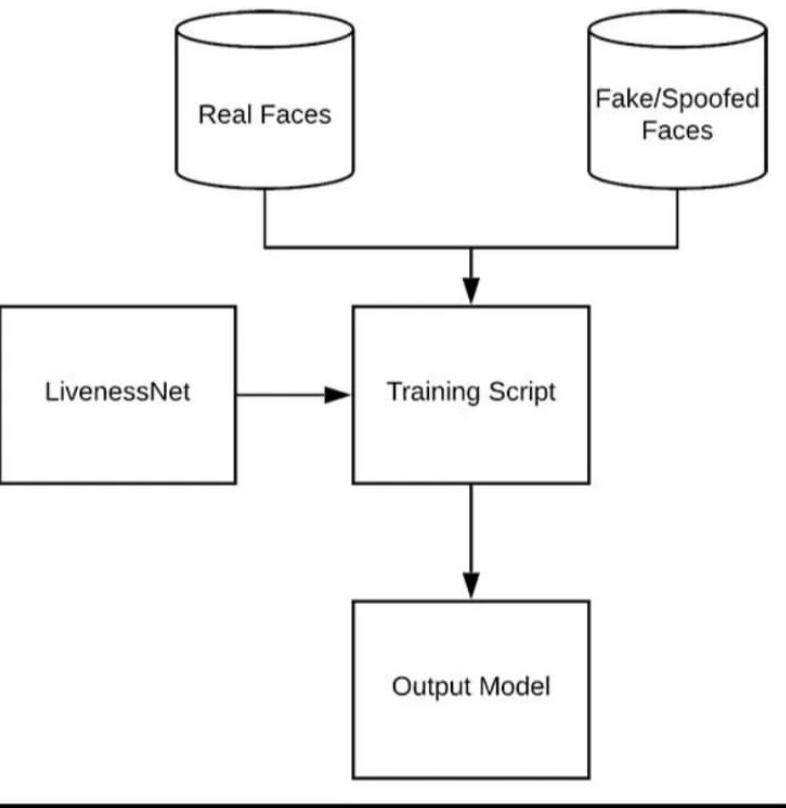 Real Faces
Fake/Spoofed
Faces
LivenessNet
Training Script
Output Model